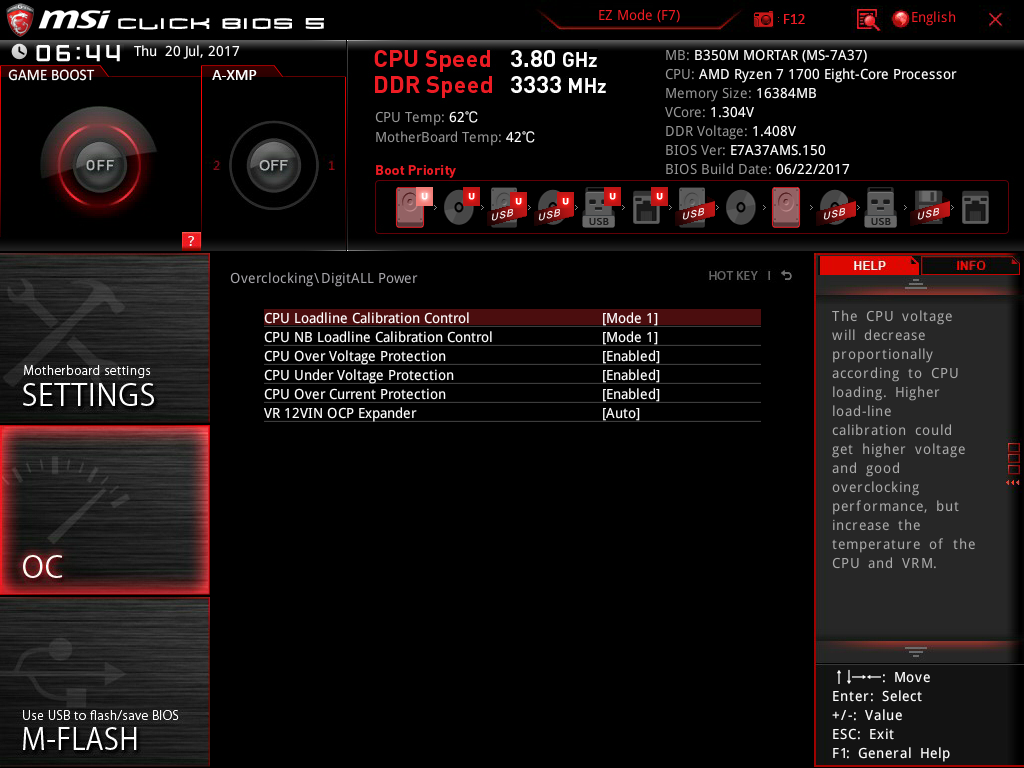 msi CLICK BIOS 5
EZ Mode (F7)
: F12
English
06:44 Thu 20 Jul, 2017
GAME BOOST
OFF
?
A-XMP
2 OFF 1
CPU Speed 3.80 GHz
DDR Speed 3333 MHz
CPU Temp: 62℃
MotherBoard Temp: 42℃
MB: B350M MORTAR (MS-7A37)
CPU: AMD Ryzen 7 1700 Eight-Core Processor
Memory Size: 16384MB
VCore: 1.304V
DDR Voltage: 1.408V
BIOS Ver: E7A37AMS.150
BIOS Build Date: 06/22/2017
Boot Priority
U U U USB U USB U USB U USB USB USB USB
Motherboard settings
SETTINGS
OC
Use USB to flash/save BIOS
M-FLASH
Overclocking\DigitALL Power
HOT KEY |
CPU Loadline Calibration Control [Mode 1]
CPU NB Loadline Calibration Control [Mode 1]
CPU Over Voltage Protection [Enabled]
CPU Under Voltage Protection [Enabled]
CPU Over Current Protection [Enabled]
VR 12VIN OCP Expander [Auto]
HELP INFO
The CPU voltage
will decrease
proportionally
according to CPU
loading. Higher
load-line
calibration could
get higher voltage
and good
overclocking
performance, but
increase the
temperature of the
CPU and VRM.
↑↓→←: Move
Enter: Select
+/-: Value
ESC: Exit
F1: General Help